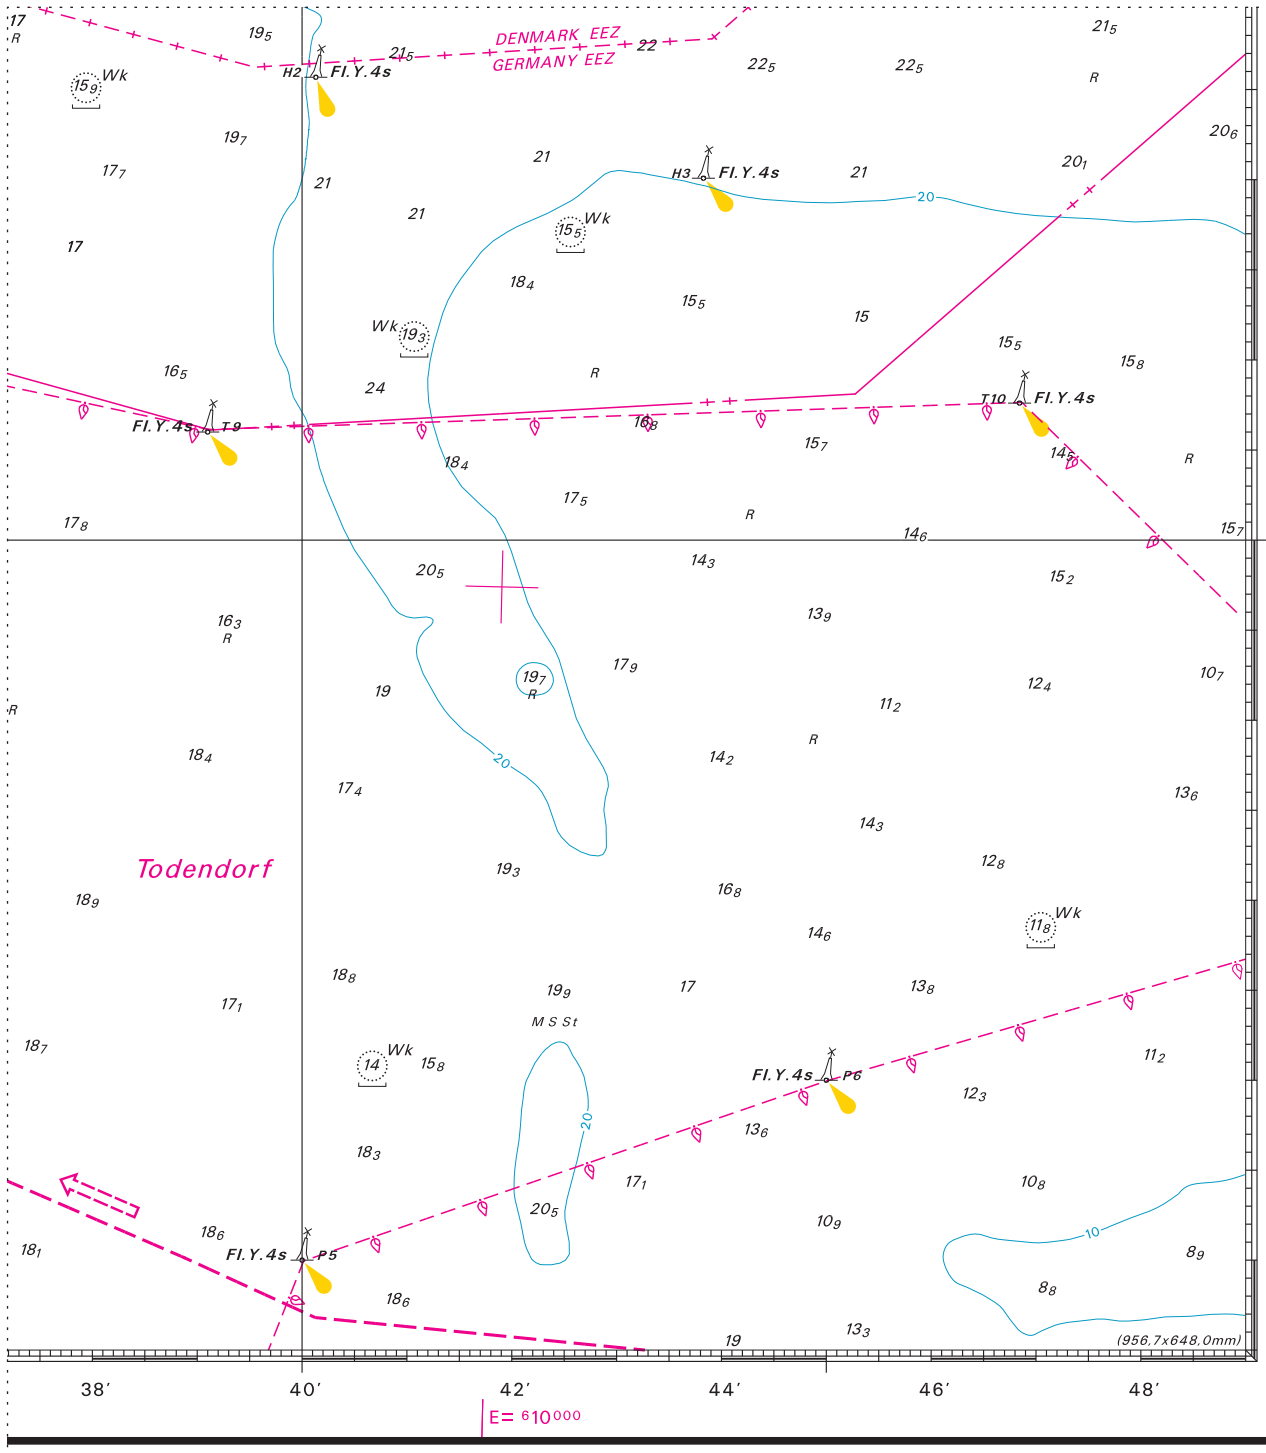 17
R
19₅
21₅
DENMARK EEZ
GERMANY EEZ
22
21₅
22₅
22₅
R
H2
Fl.Y.4s
15₉
Wk
19₇
20₆
17₇
21
21
H3
Fl.Y.4s
21
20₁
20
21
15₅
Wk
17
18₄
15₅
15
Wk
19₃
15₅
15₈
16₅
24
R
T10
Fl.Y.4s
Fl.Y.4s
T9
16₈
15₇
14₅
18₄
R
17₅
R
17₈
14₆
15₇
14₃
20₅
15₂
13₉
16₃
R
17₉
10₇
19₇
R
19
12₄
11₂
R
R
18₄
14₂
20
17₄
13₆
14₃
Todendorf
19₃
12₈
18₉
16₈
Wk
11₈
14₆
18₈
19₉
17
13₈
17₁
M S St
18₇
Wk
14
15₈
11₂
Fl.Y.4s
P6
12₃
20
13₆
18₃
17₁
10₈
20₅
10₉
18₆
10
18₁
Fl.Y.4s
P5
8₉
8₈
18₆
13₃
19
(956,7x648,0mm)
38′
40′
42′
44′
46′
48′
E= ⁶10⁰⁰⁰